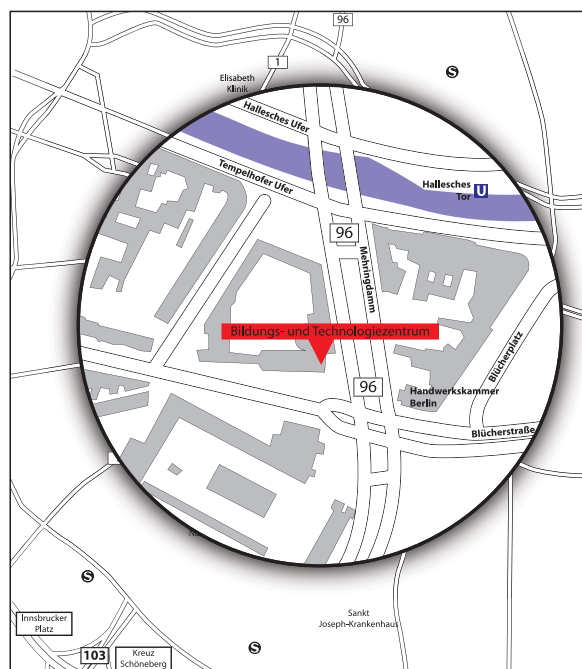 96
1
S
Elisabeth
Klinik
Hallesches Ufer
Tempelhofer Ufer
Hallesches
Tor
U
96
Mehringdamm
Bildungs- und Technologiezentrum
Blücherplatz
96
Handwerkskammer
Berlin
Blücherstraße
S
Sankt
Joseph-Krankenhaus
Innsbrucker
Platz
S
103
Kreuz
Schöneberg